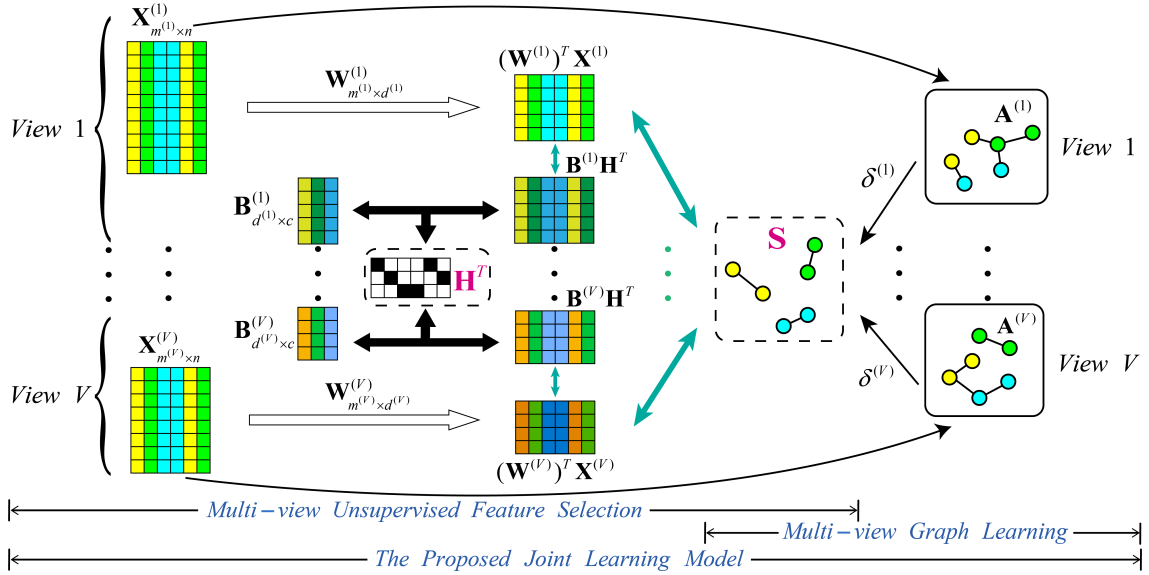 X^{(1)}_{m^{(1)}×n}
(W^{(1)})^T X^{(1)}
W^{(1)}_{m^{(1)}×d^{(1)}}
A^{(1)}
View 1
View 1
B^{(1)}H^T
δ^{(1)}
B^{(1)}_{d^{(1)}×c}
S
H^T
B^{(V)}H^T
B^{(V)}_{d^{(V)}×c}
A^{(V)}
X^{(V)}_{m^{(V)}×n}
View V
View V
δ^{(V)}
W^{(V)}_{m^{(V)}×d^{(V)}}
(W^{(V)})^T X^{(V)}
Multi-view Unsupervised Feature Selection
Multi-view Graph Learning
The Proposed Joint Learning Model